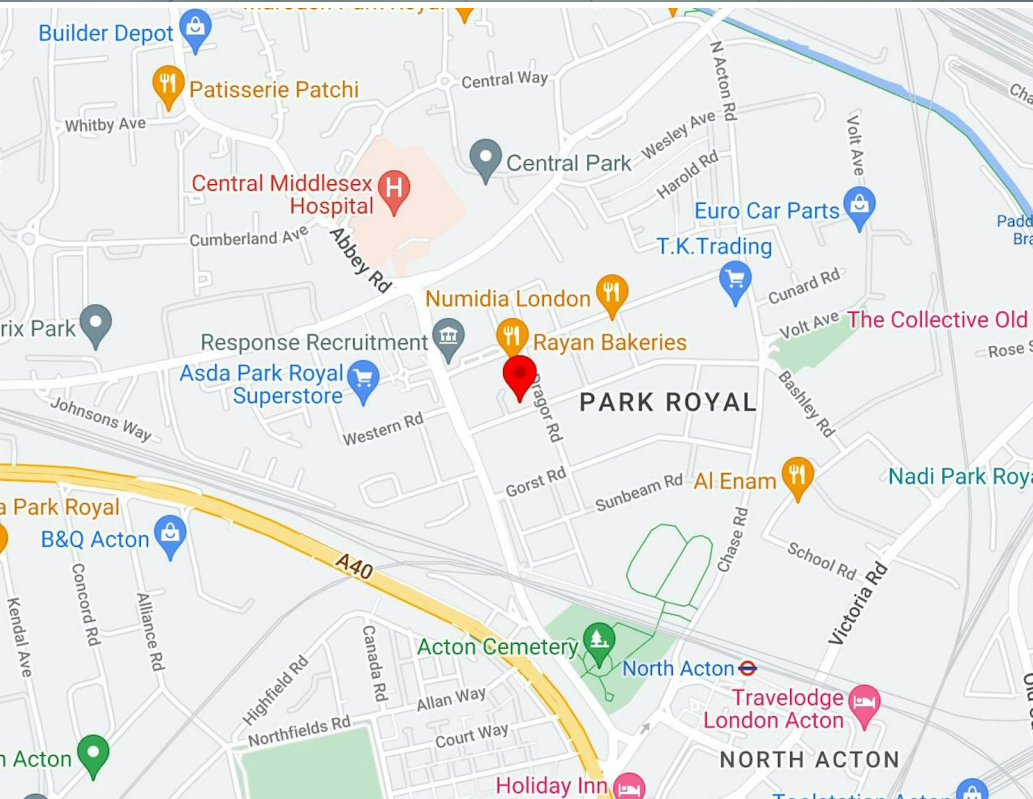 Builder Depot
Patisserie Patchi
Central Way
N Acton Rd
Whitby Ave
Wesley Ave
Volt Ave
Central Park
Harold Rd
Central Middlesex
Hospital
Euro Car Parts
Cumberland Ave
Abbey Rd
T.K.Trading
Numidia London
Cunard Rd
rix Park
Response Recruitment
Rayan Bakeries
Volt Ave
The Collective Old
Asda Park Royal
Superstore
Dragor Rd
PARK ROYAL
Bashley Rd
Johnsons Way
Western Rd
Gorst Rd
Sunbeam Rd
Al Enam
Nadi Park Roya
a Park Royal
B&Q Acton
A40
Chase Rd
School Rd
Victoria Rd
Concord Rd
Alliance Rd
Kendal Ave
Canada Rd
Highfield Rd
Acton Cemetery
North Acton
Allan Way
Travelodge
London Acton
Northfields Rd
Court Way
NORTH ACTON
n Acton
Holiday Inn